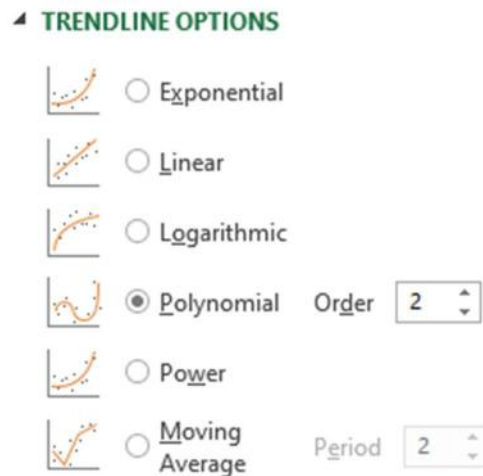 TRENDLINE OPTIONS
Exponential
Linear
Logarithmic
Polynomial Order 2
Power
Moving
Average Period 2